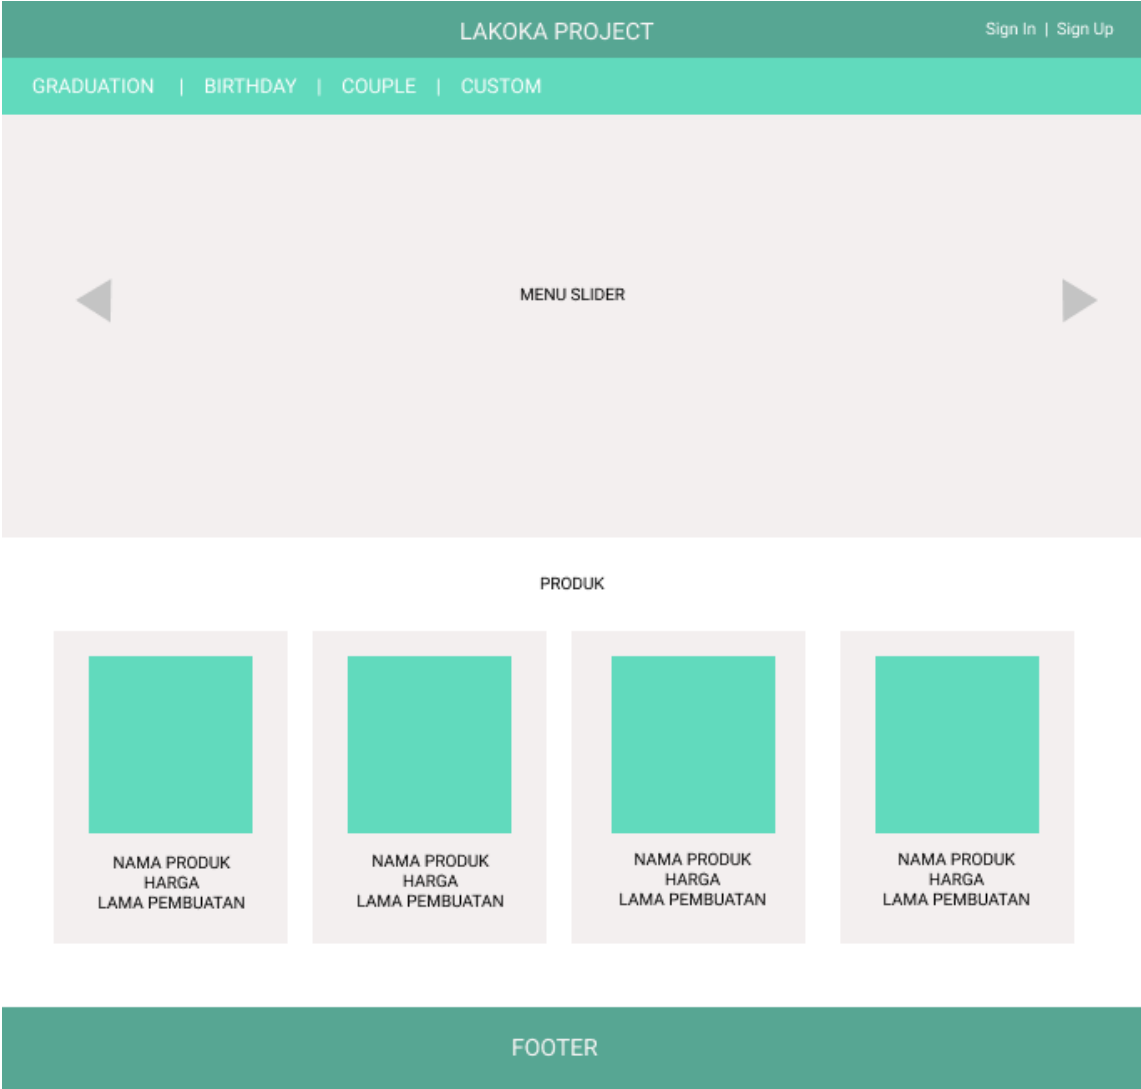 LAKOKA PROJECT
Sign In | Sign Up
GRADUATION | BIRTHDAY | COUPLE | CUSTOM
MENU SLIDER
PRODUK
NAMA PRODUK
HARGA
LAMA PEMBUATAN
NAMA PRODUK
HARGA
LAMA PEMBUATAN
NAMA PRODUK
HARGA
LAMA PEMBUATAN
NAMA PRODUK
HARGA
LAMA PEMBUATAN
FOOTER